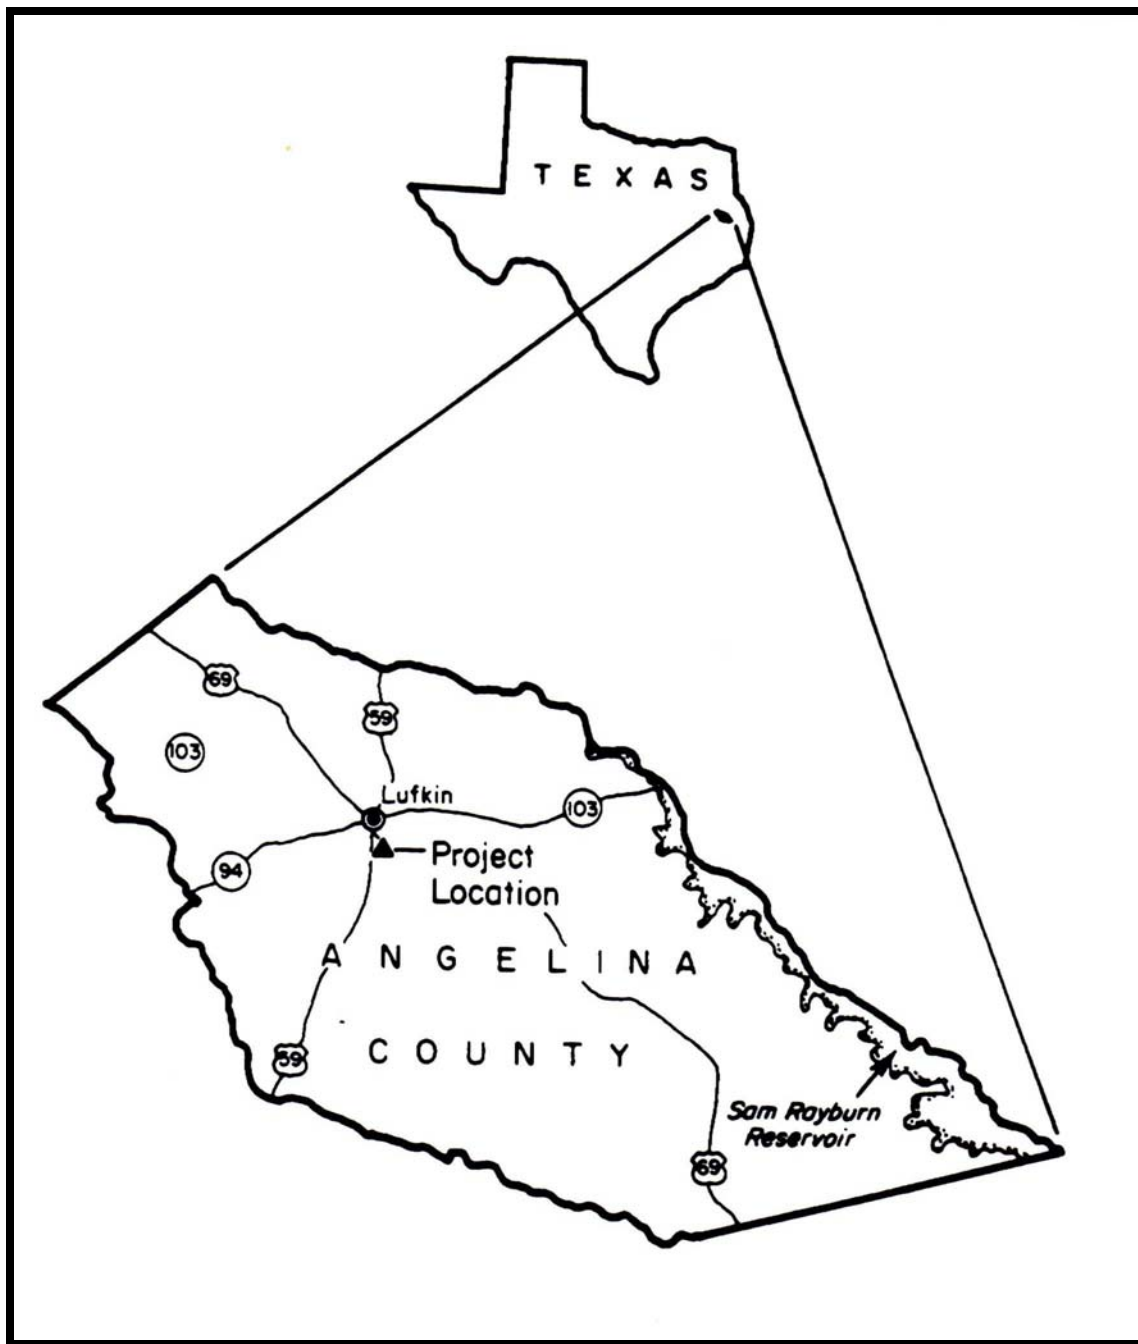 TEXAS
69
59
103
Lufkin
103
Project
Location
94
ANGELINA
COUNTY
59
Sam Rayburn
Reservoir
69